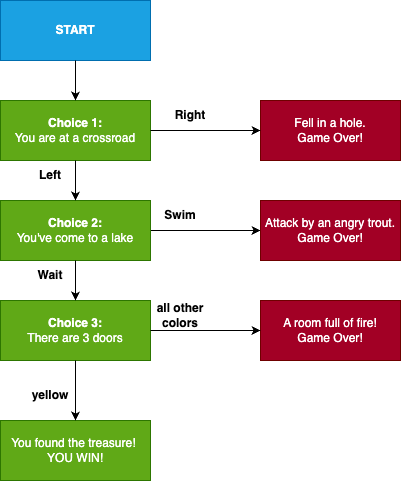 START
Choice 1:
You are at a crossroad
Right
Fell in a hole.
Game Over!
Left
Choice 2:
You've come to a lake
Swim
Attack by an angry trout.
Game Over!
Wait
Choice 3:
There are 3 doors
all other
colors
A room full of fire!
Game Over!
yellow
You found the treasure!
YOU WIN!